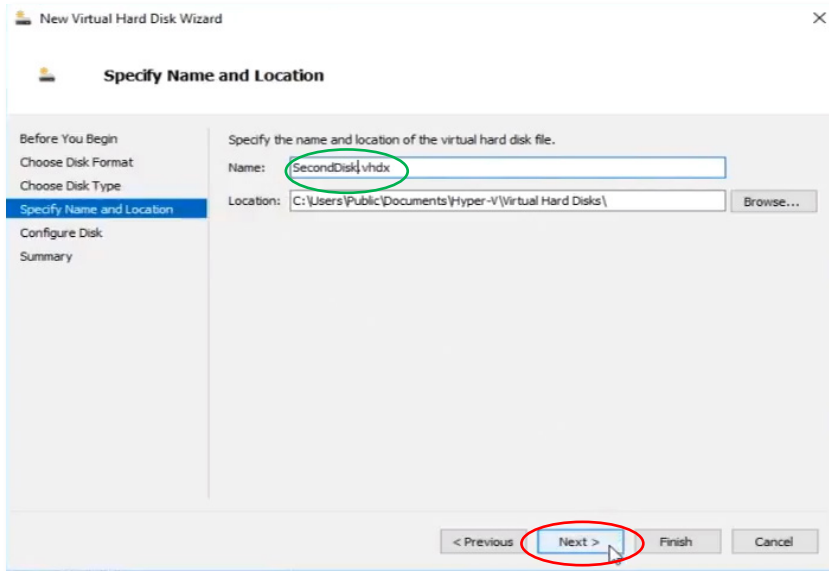 New Virtual Hard Disk Wizard
Specify Name and Location
Before You Begin
Choose Disk Format
Choose Disk Type
Specify Name and Location
Configure Disk
Summary
Specify the name and location of the virtual hard disk file.
Name: SecondDisk.vhdx
Location: C:\Users\Public\Documents\Hyper-V\Virtual Hard Disks\ Browse...
< Previous Next > Finish Cancel